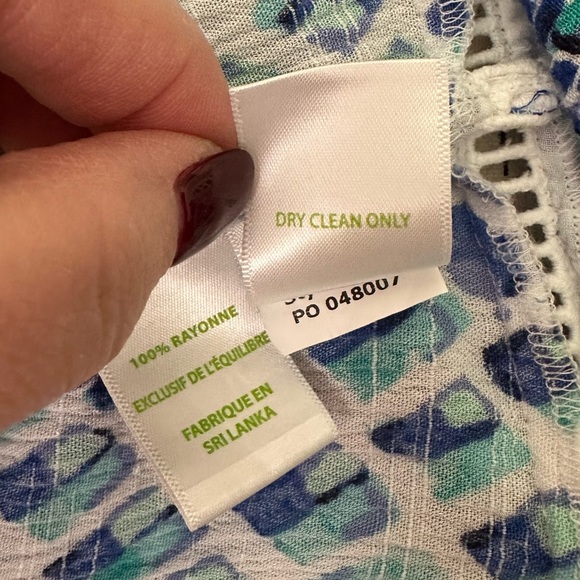 DRY CLEAN ONLY
PO 048007
100% RAYONNE
EXCLUSIF DE L'ÉQUILIBRE
FABRIQUE EN
SRI LANKA